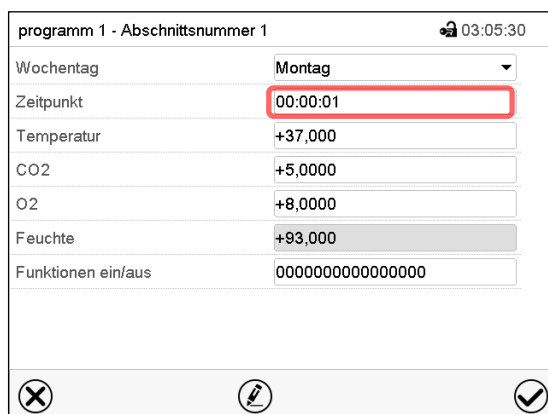 programm 1 - Abschnittsnummer 1 03:05:30
Wochentag Montag
Zeitpunkt 00:00:01
Temperatur +37,000
CO2 +5,0000
O2 +8,0000
Feuchte +93,000
Funktionen ein/aus 0000000000000000